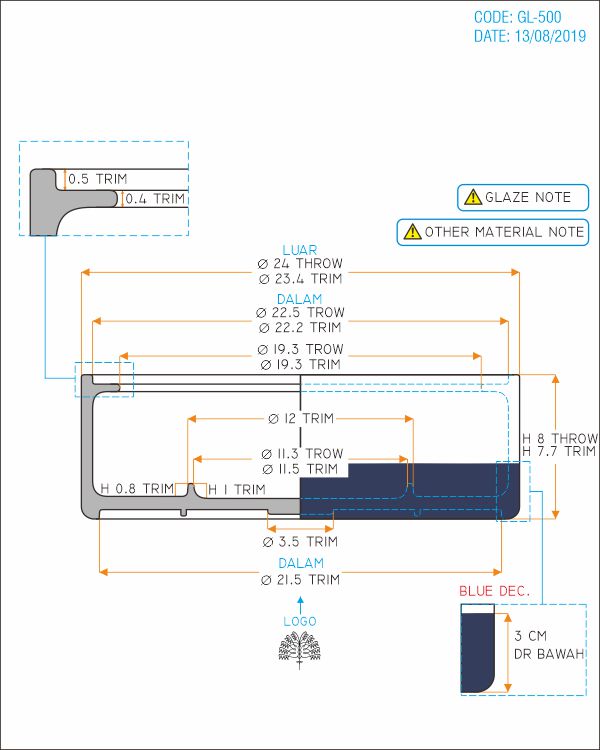 CODE: GL-500
DATE: 13/08/2019
0.5 TRIM
0.4 TRIM
GLAZE NOTE
OTHER MATERIAL NOTE
LUAR
Ø 24 THROW
Ø 23.4 TRIM
DALAM
Ø 22.5 TROW
Ø 22.2 TRIM
Ø 19.3 TROW
Ø 19.3 TRIM
Ø 12 TRIM
H 8 THROW
H 7.7 TRIM
Ø 11.3 TROW
Ø 11.5 TRIM
H 0.8 TRIM
H 1 TRIM
Ø 3.5 TRIM
DALAM
Ø 21.5 TRIM
BLUE DEC.
LOGO
3 CM
DR BAWAH